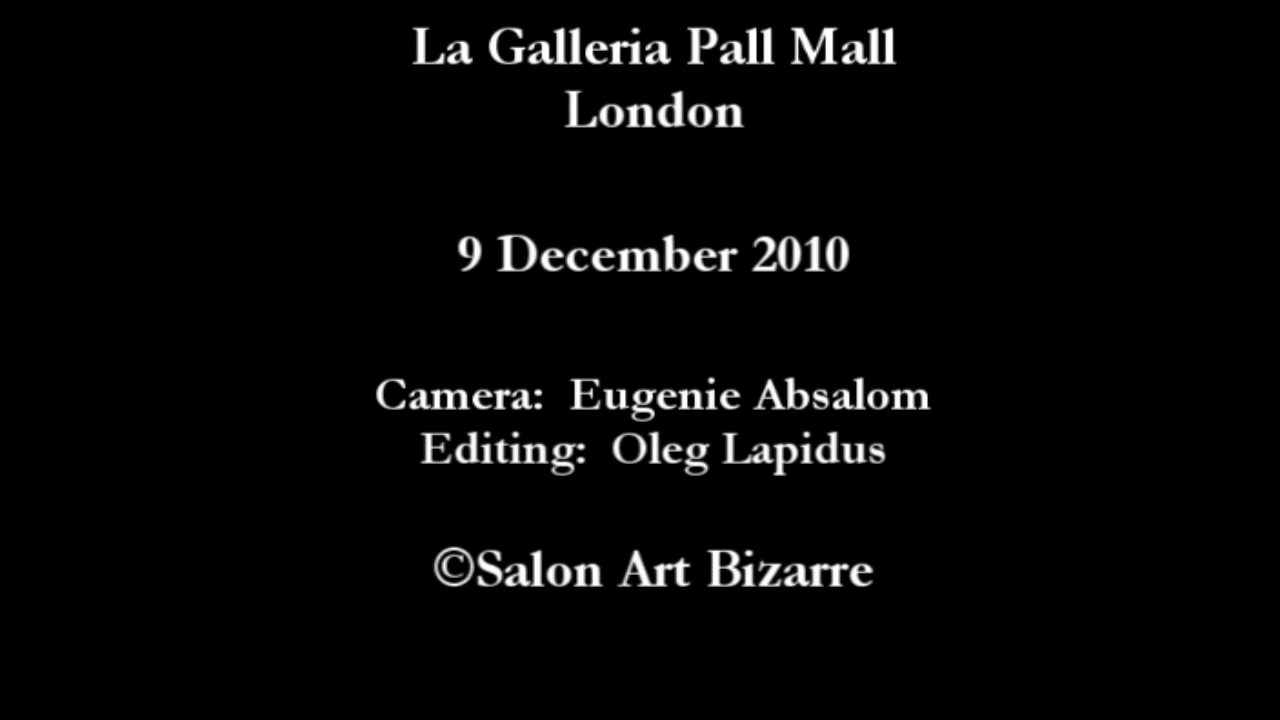 La Galleria Pall Mall
London
9 December 2010
Camera: Eugenie Absalom
Editing: Oleg Lapidus
©Salon Art Bizarre